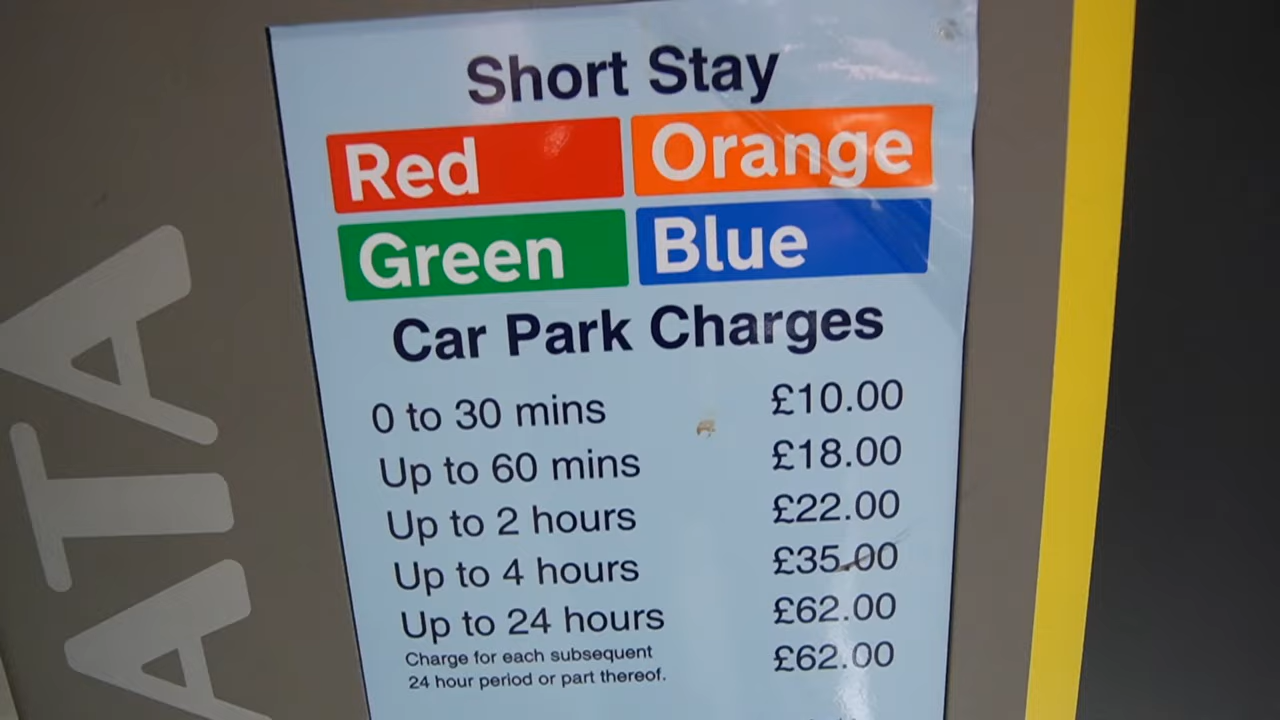 Short Stay
Red Orange
Green Blue
Car Park Charges
0 to 30 mins £10.00
Up to 60 mins £18.00
Up to 2 hours £22.00
Up to 4 hours £35.00
Up to 24 hours £62.00
Charge for each subsequent £62.00
24 hour period or part thereof.
ATA